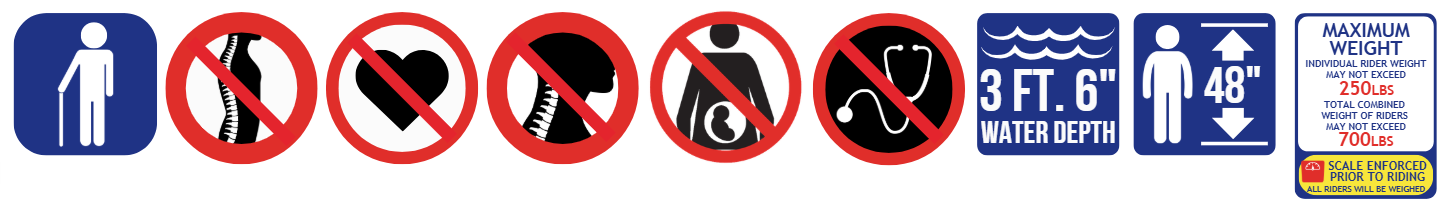 3 FT. 6"
WATER DEPTH
48"
MAXIMUM
WEIGHT
INDIVIDUAL RIDER WEIGHT
MAY NOT EXCEED
250LBS
TOTAL COMBINED
WEIGHT OF RIDERS
MAY NOT EXCEED
700LBS
SCALE ENFORCED
PRIOR TO RIDING
ALL RIDERS WILL BE WEIGHED